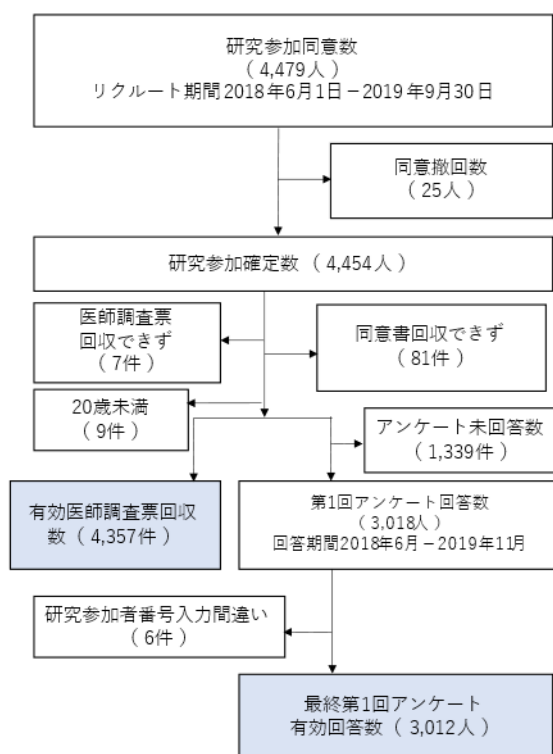 研究参加同意数
（4,479人）
リクルート期間2018年6月1日－2019年9月30日
同意撤回数
（25人）
研究参加確定数（4,454人）
医師調査票
回収できず
（7件）
同意書回収できず
（81件）
20歳未満
（9件）
アンケート未回答数
（1,339件）
有効医師調査票回収
数（4,357件）
第1回アンケート回答数
（3,018人）
回答期間2018年6月－2019年11月
研究参加者番号入力間違い
（6件）
最終第1回アンケート
有効回答数（3,012人）